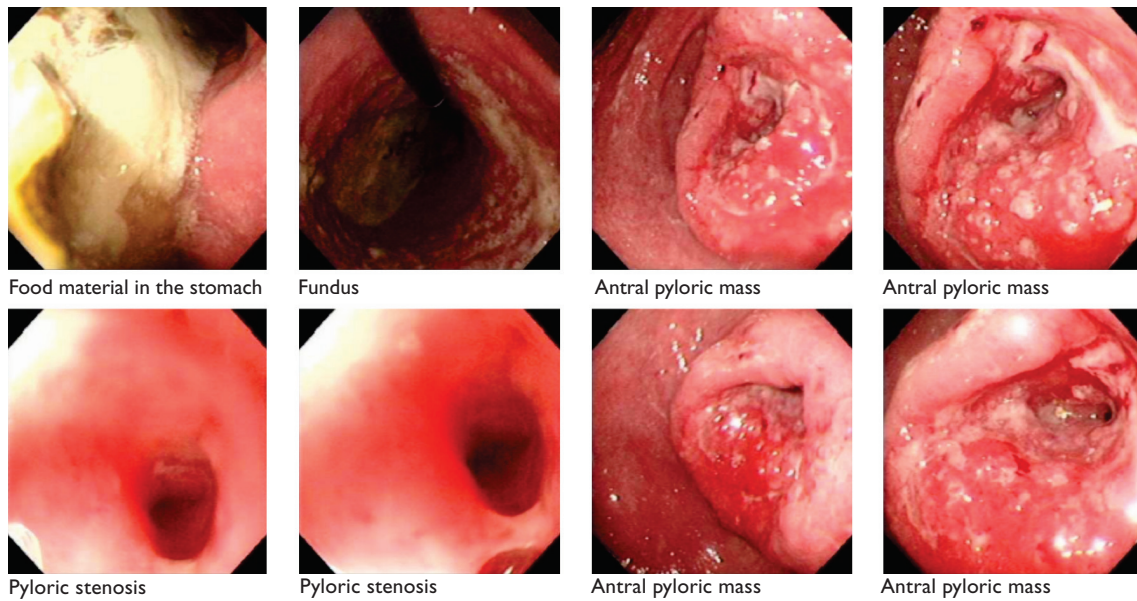 Food material in the stomach
Fundus
Antral pyloric mass
Antral pyloric mass
Pyloric stenosis
Pyloric stenosis
Antral pyloric mass
Antral pyloric mass